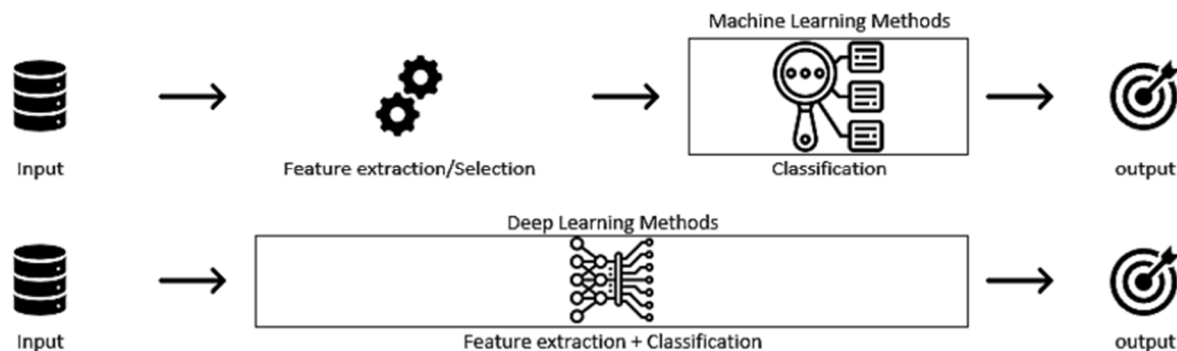 Machine Learning Methods
Input
Feature extraction/Selection
Classification
output
Deep Learning Methods
Input
Feature extraction + Classification
output